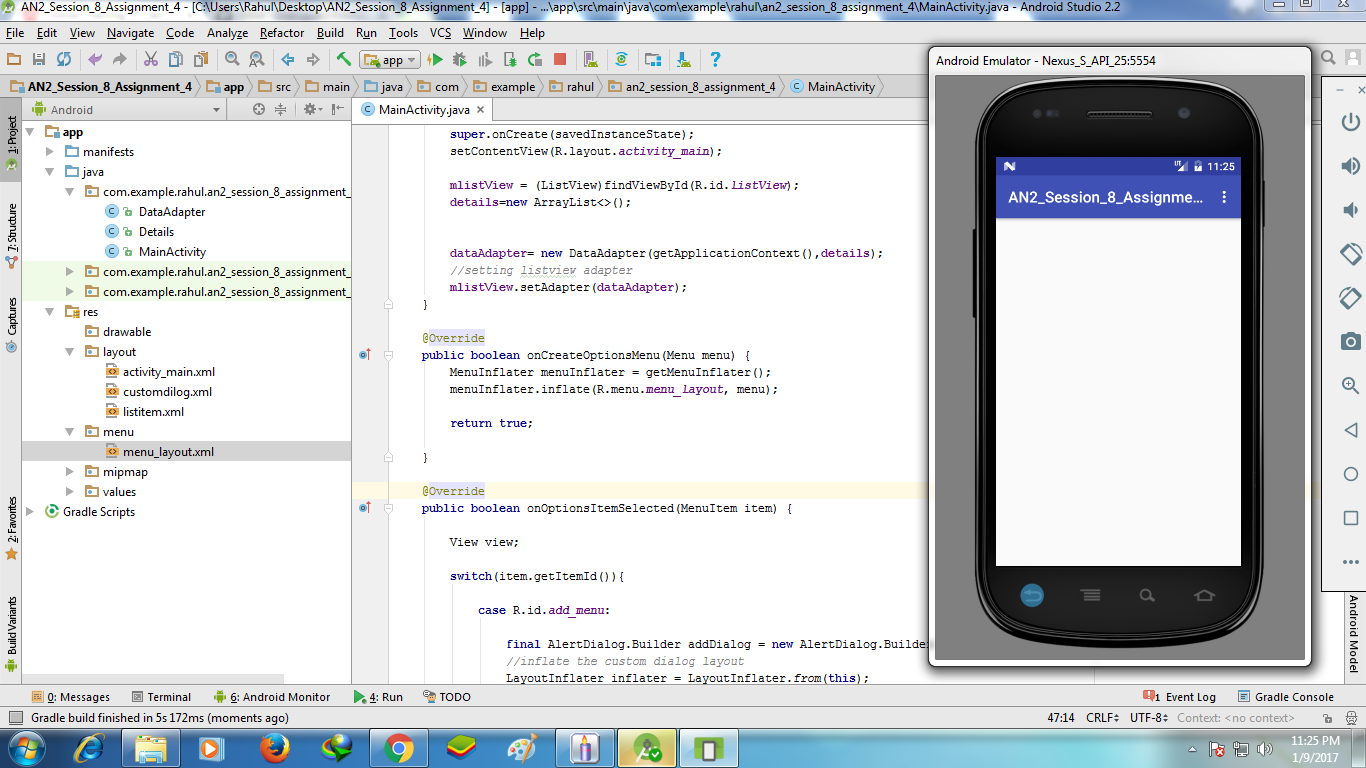 AN2_Session_8_Assignment_4 - [C:\Users\Rahul\Desktop\AN2_Session_8_Assignment_4] - [app] - ...\app\src\main\java\com\example\rahul\an2_session_8_assignment_4\MainActivity.java - Android Studio 2.2
File Edit View Navigate Code Analyze Refactor Build Run Tools VCS Window Help
app
AN2_Session_8_Assignment_4 app src main java com example rahul an2_session_8_assignment_4 MainActivity
Android
MainActivity.java
1: Project
7: Structure
Captures
2: Favorites
Build Variants
app
manifests
java
com.example.rahul.an2_session_8_assignment_
DataAdapter
Details
MainActivity
com.example.rahul.an2_session_8_assignment_
com.example.rahul.an2_session_8_assignment_
res
drawable
layout
activity_main.xml
customdilog.xml
listitem.xml
menu
menu_layout.xml
mipmap
values
Gradle Scripts
super.onCreate(savedInstanceState);
setContentView(R.layout.activity_main);
mlistView = (ListView)findViewById(R.id.listView);
details=new ArrayList<>();
dataAdapter= new DataAdapter(getApplicationContext(),details);
//setting listview adapter
mlistView.setAdapter(dataAdapter);
}
@Override
public boolean onCreateOptionsMenu(Menu menu) {
MenuInflater menuInflater = getMenuInflater();
menuInflater.inflate(R.menu.menu_layout, menu);
return true;
}
@Override
public boolean onOptionsItemSelected(MenuItem item) {
View view;
switch(item.getItemId()){
case R.id.add_menu:
final AlertDialog.Builder addDialog = new AlertDialog.Builder
//inflate the custom dialog layout
LayoutInflater inflater = LayoutInflater.from(this);
Android Emulator - Nexus_S_API_25:5554
11:25
AN2_Session_8_Assignme...
Android Model
0: Messages Terminal 6: Android Monitor 4: Run TODO 1 Event Log Gradle Console
Gradle build finished in 5s 172ms (moments ago) 47:14 CRLF UTF-8 Context: <no context>
11:25 PM
1/9/2017